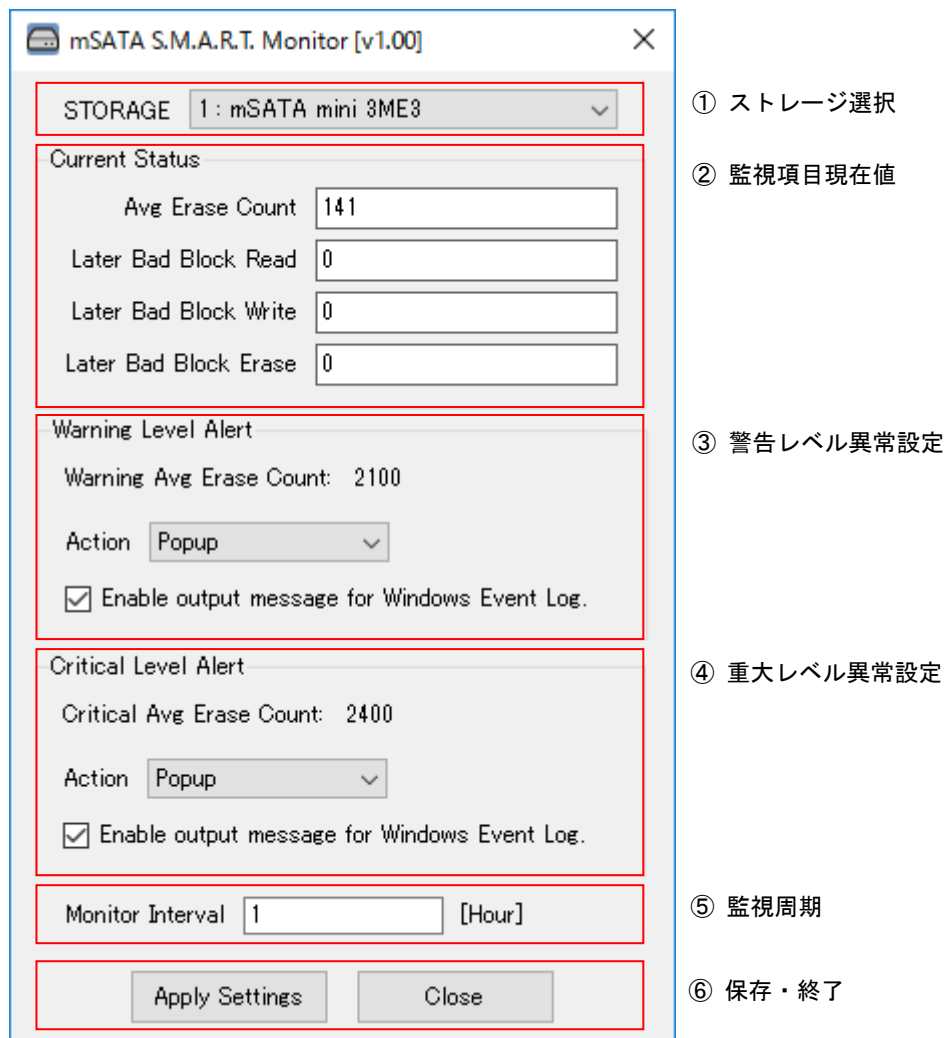 mSATA S.M.A.R.T. Monitor [v1.00]
STORAGE 1 : mSATA mini 3ME3
① ストレージ選択
Current Status
② 監視項目現在値
Avg Erase Count 141
Later Bad Block Read 0
Later Bad Block Write 0
Later Bad Block Erase 0
Warning Level Alert
③ 警告レベル異常設定
Warning Avg Erase Count: 2100
Action Popup
Enable output message for Windows Event Log.
Critical Level Alert
④ 重大レベル異常設定
Critical Avg Erase Count: 2400
Action Popup
Enable output message for Windows Event Log.
Monitor Interval 1 [Hour]
⑤ 監視周期
Apply Settings Close
⑥ 保存・終了